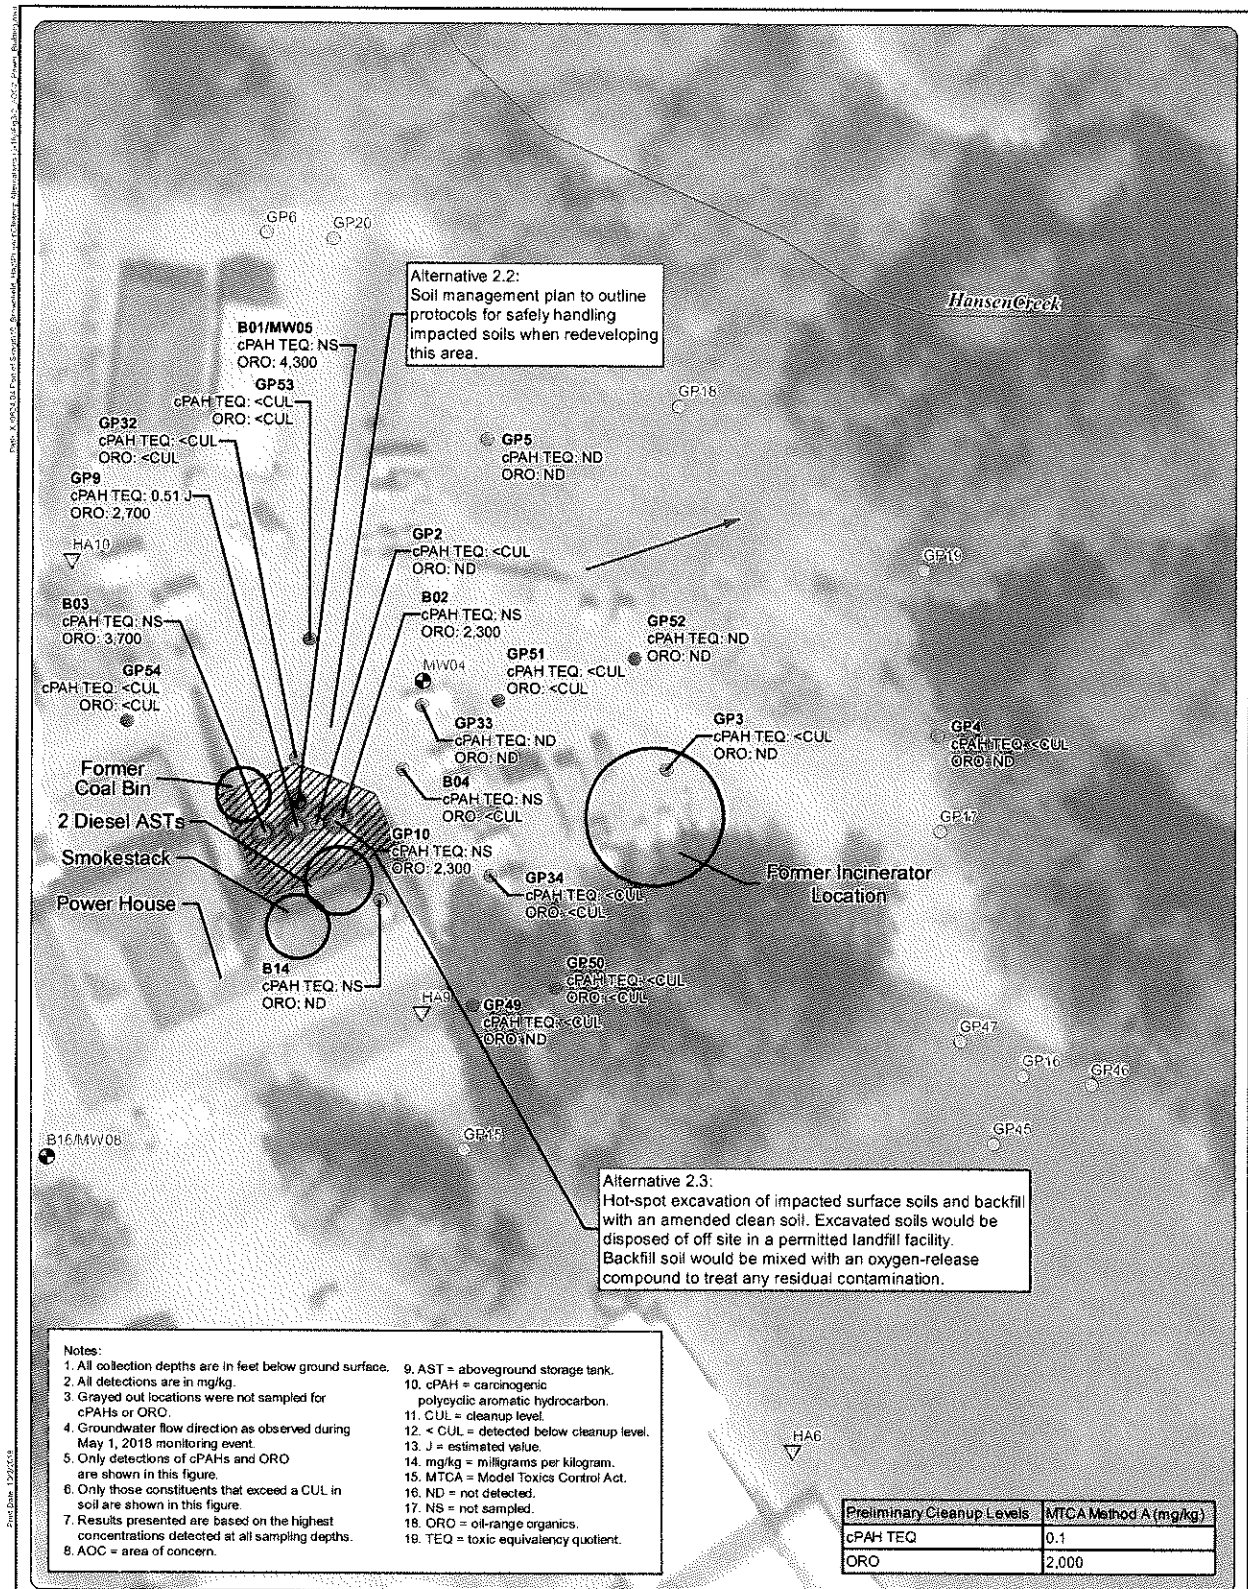 GP6
GP20
Alternative 2.2:
Soil management plan to outline
protocols for safely handling
impacted soils when redeveloping
this area.
HansenCreek
B01/MW05
cPAH TEQ: NS
ORO: 4,300
GP53
cPAH TEQ: <CUL
ORO: <CUL
GP18
GP32
cPAH TEQ: <CUL
ORO: <CUL
GP5
cPAH TEQ: ND
ORO: ND
GP9
cPAH TEQ: 0.51 J
ORO: 2,700
HA10
GP2
cPAH TEQ: <CUL
ORO: ND
GP19
B03
cPAH TEQ: NS
ORO: 3,700
B02
cPAH TEQ: NS
ORO: 2,300
GP52
cPAH TEQ: ND
ORO: ND
GP54
cPAH TEQ: <CUL
ORO: <CUL
MW04
GP51
cPAH TEQ: <CUL
ORO: <CUL
GP33
cPAH TEQ: ND
ORO: ND
GP3
cPAH TEQ: <CUL
ORO: ND
GP4
cPAH TEQ: <CUL
ORO: ND
Former
Coal Bin
B04
cPAH TEQ: NS
ORO: <CUL
2 Diesel ASTs
GP17
GP10
cPAH TEQ: NS
ORO: 2,300
Smokestack
GP34
cPAH TEQ: <CUL
ORO: <CUL
Former Incinerator
Location
Power House
B14
cPAH TEQ: NS
ORO: ND
GP50
cPAH TEQ: <CUL
ORO: <CUL
HA9
GP49
cPAH TEQ: <CUL
ORO: ND
GP47
GP16
GP46
B16/MW08
GP15
GP45
Alternative 2.3:
Hot-spot excavation of impacted surface soils and backfill
with an amended clean soil. Excavated soils would be
disposed of off site in a permitted landfill facility.
Backfill soil would be mixed with an oxygen-release
compound to treat any residual contamination.
Notes:
1. All collection depths are in feet below ground surface.
2. All detections are in mg/kg.
3. Grayed out locations were not sampled for
cPAHs or ORO.
4. Groundwater flow direction as observed during
May 1, 2018 monitoring event.
5. Only detections of cPAHs and ORO
are shown in this figure.
6. Only those constituents that exceed a CUL in
soil are shown in this figure.
7. Results presented are based on the highest
concentrations detected at all sampling depths.
8. AOC = area of concern.
9. AST = aboveground storage tank.
10. cPAH = carcinogenic
polycyclic aromatic hydrocarbon.
11. CUL = cleanup level.
12. < CUL = detected below cleanup level.
13. J = estimated value.
14. mg/kg = milligrams per kilogram.
15. MTCA = Model Toxics Control Act.
16. ND = not detected.
17. NS = not sampled.
18. ORO = oil-range organics.
19. TEQ = toxic equivalency quotient.
HA6
Preliminary Cleanup Levels MTCA Method A (mg/kg)
cPAH TEQ 0.1
ORO 2,000